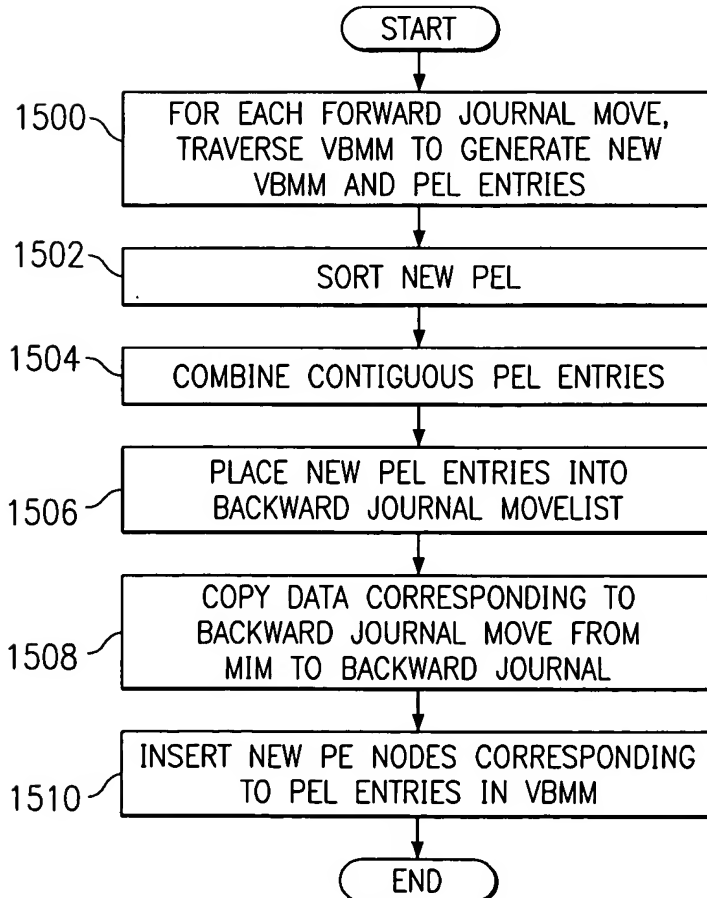 START
1500
FOR EACH FORWARD JOURNAL MOVE,
TRAVERSE VBMM TO GENERATE NEW
VBMM AND PEL ENTRIES
1502
SORT NEW PEL
1504
COMBINE CONTIGUOUS PEL ENTRIES
1506
PLACE NEW PEL ENTRIES INTO
BACKWARD JOURNAL MOVELIST
1508
COPY DATA CORRESPONDING TO
BACKWARD JOURNAL MOVE FROM
MIM TO BACKWARD JOURNAL
1510
INSERT NEW PE NODES CORRESPONDING
TO PEL ENTRIES IN VBMM
END